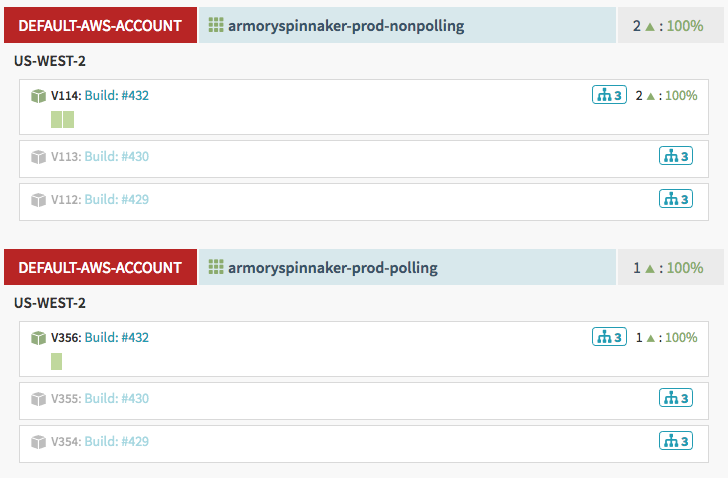 DEFAULT-AWS-ACCOUNT armoryspinnaker-prod-nonpolling 2 ▲ : 100%
US-WEST-2
V114: Build: #432 3 2 ▲ : 100%
V113: Build: #430 3
V112: Build: #429 3
DEFAULT-AWS-ACCOUNT armoryspinnaker-prod-polling 1 ▲ : 100%
US-WEST-2
V356: Build: #432 3 1 ▲ : 100%
V355: Build: #430 3
V354: Build: #429 3